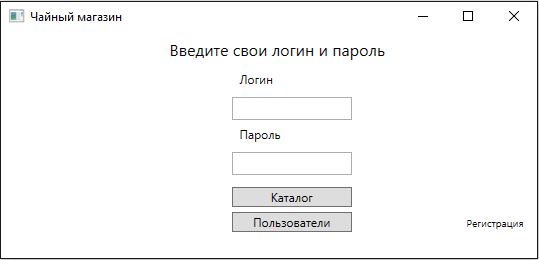 Чайный магазин
Введите свои логин и пароль
Логин
Пароль
Каталог
Пользователи
Регистрация